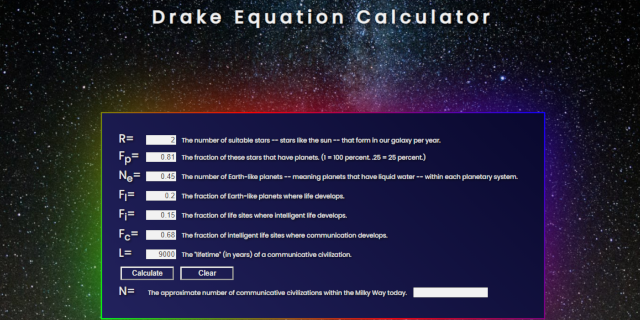 Drake Equation Calculator
R= 2 The number of suitable stars -- stars like the sun -- that form in our galaxy per year.
Fp= 0.81 The fraction of these stars that have planets. (1 = 100 percent. .25 = 25 percent.)
Ne= 0.45 The number of Earth-like planets -- meaning planets that have liquid water -- within each planetary system.
Fl= 0.2 The fraction of Earth-like planets where life develops.
Fi= 0.15 The fraction of life sites where intelligent life develops.
Fc= 0.68 The fraction of intelligent life sites where communication develops.
L= 9000 The "lifetime" (in years) of a communicative civilization.
Calculate Clear
N= The approximate number of communicative civilizations within the Milky Way today.